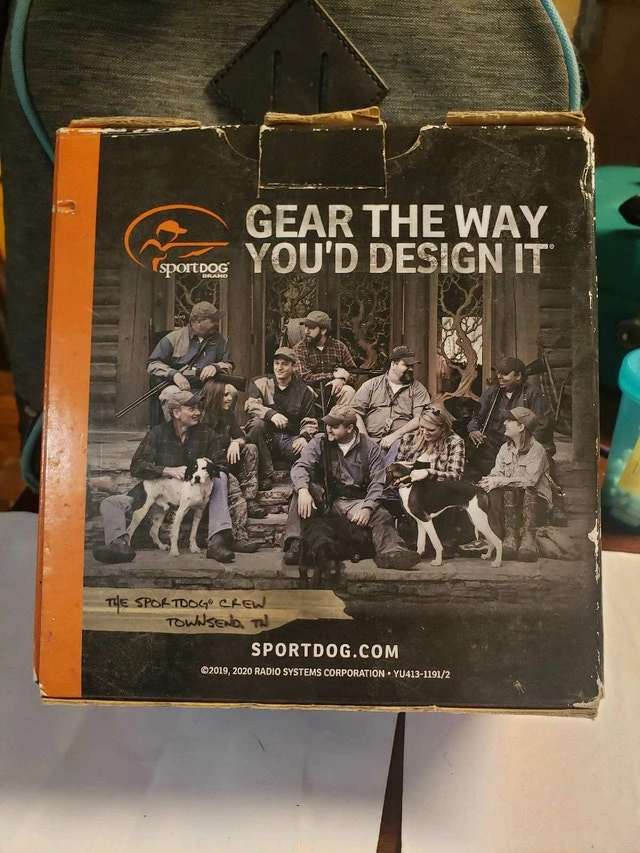 GEAR THE WAY
YOU'D DESIGN IT®
sportDOG®
BRAND
THE SPORTDOG® CREW
TOWNSEND, TN
SPORTDOG.COM
©2019, 2020 RADIO SYSTEMS CORPORATION • YU413-1191/2